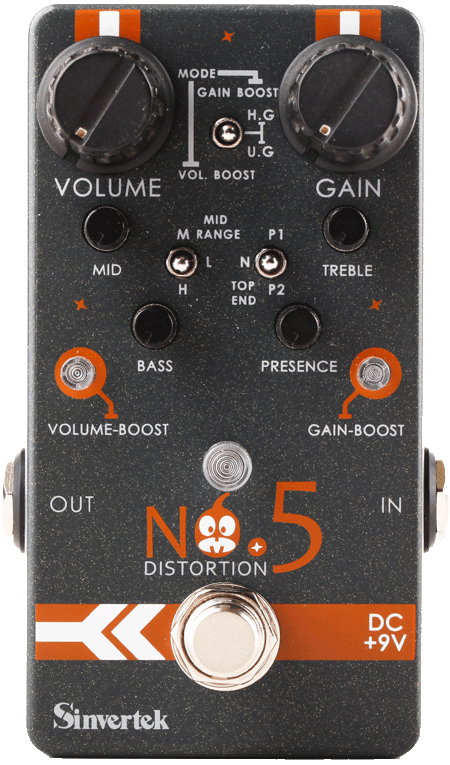 MODE
GAIN BOOST
H.G
U.G
VOL. BOOST
VOLUME
GAIN
MID
M RANGE
P1
L
N
H
TOP
END
P2
MID
TREBLE
BASS
PRESENCE
VOLUME-BOOST
GAIN-BOOST
OUT
IN
No.5
DISTORTION
DC
+9V
Sinvertek